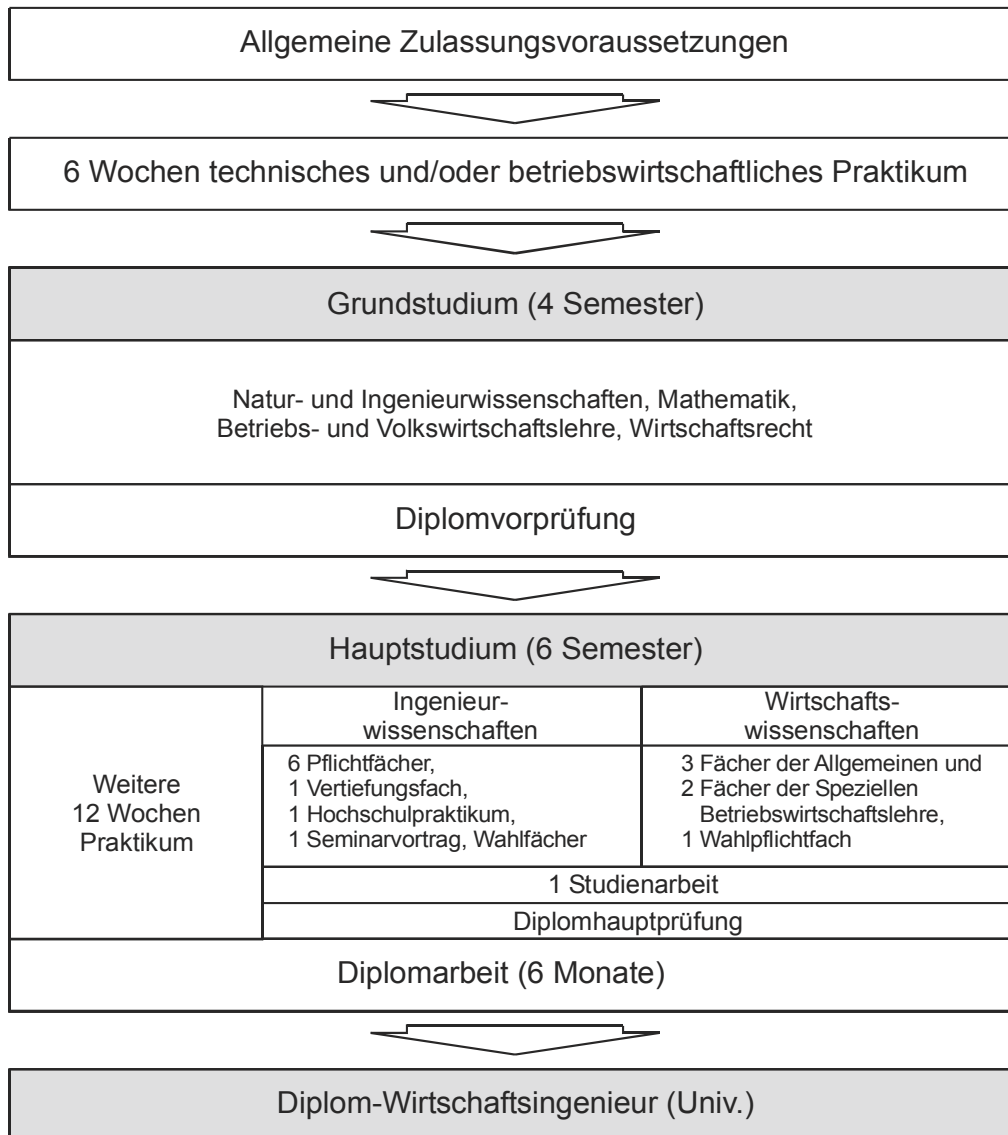 Allgemeine Zulassungsvoraussetzungen
6 Wochen technisches und/oder betriebswirtschaftliches Praktikum
Grundstudium (4 Semester)
Natur- und Ingenieurwissenschaften, Mathematik,
Betriebs- und Volkswirtschaftslehre, Wirtschaftsrecht
Diplomvorprüfung
Hauptstudium (6 Semester)
Weitere
12 Wochen
Praktikum
Ingenieur-
wissenschaften
6 Pflichtfächer,
1 Vertiefungsfach,
1 Hochschulpraktikum,
1 Seminarvortrag, Wahlfächer
Wirtschafts-
wissenschaften
3 Fächer der Allgemeinen und
2 Fächer der Speziellen
Betriebswirtschaftslehre,
1 Wahlpflichtfach
1 Studienarbeit
Diplomhauptprüfung
Diplomarbeit (6 Monate)
Diplom-Wirtschaftsingenieur (Univ.)